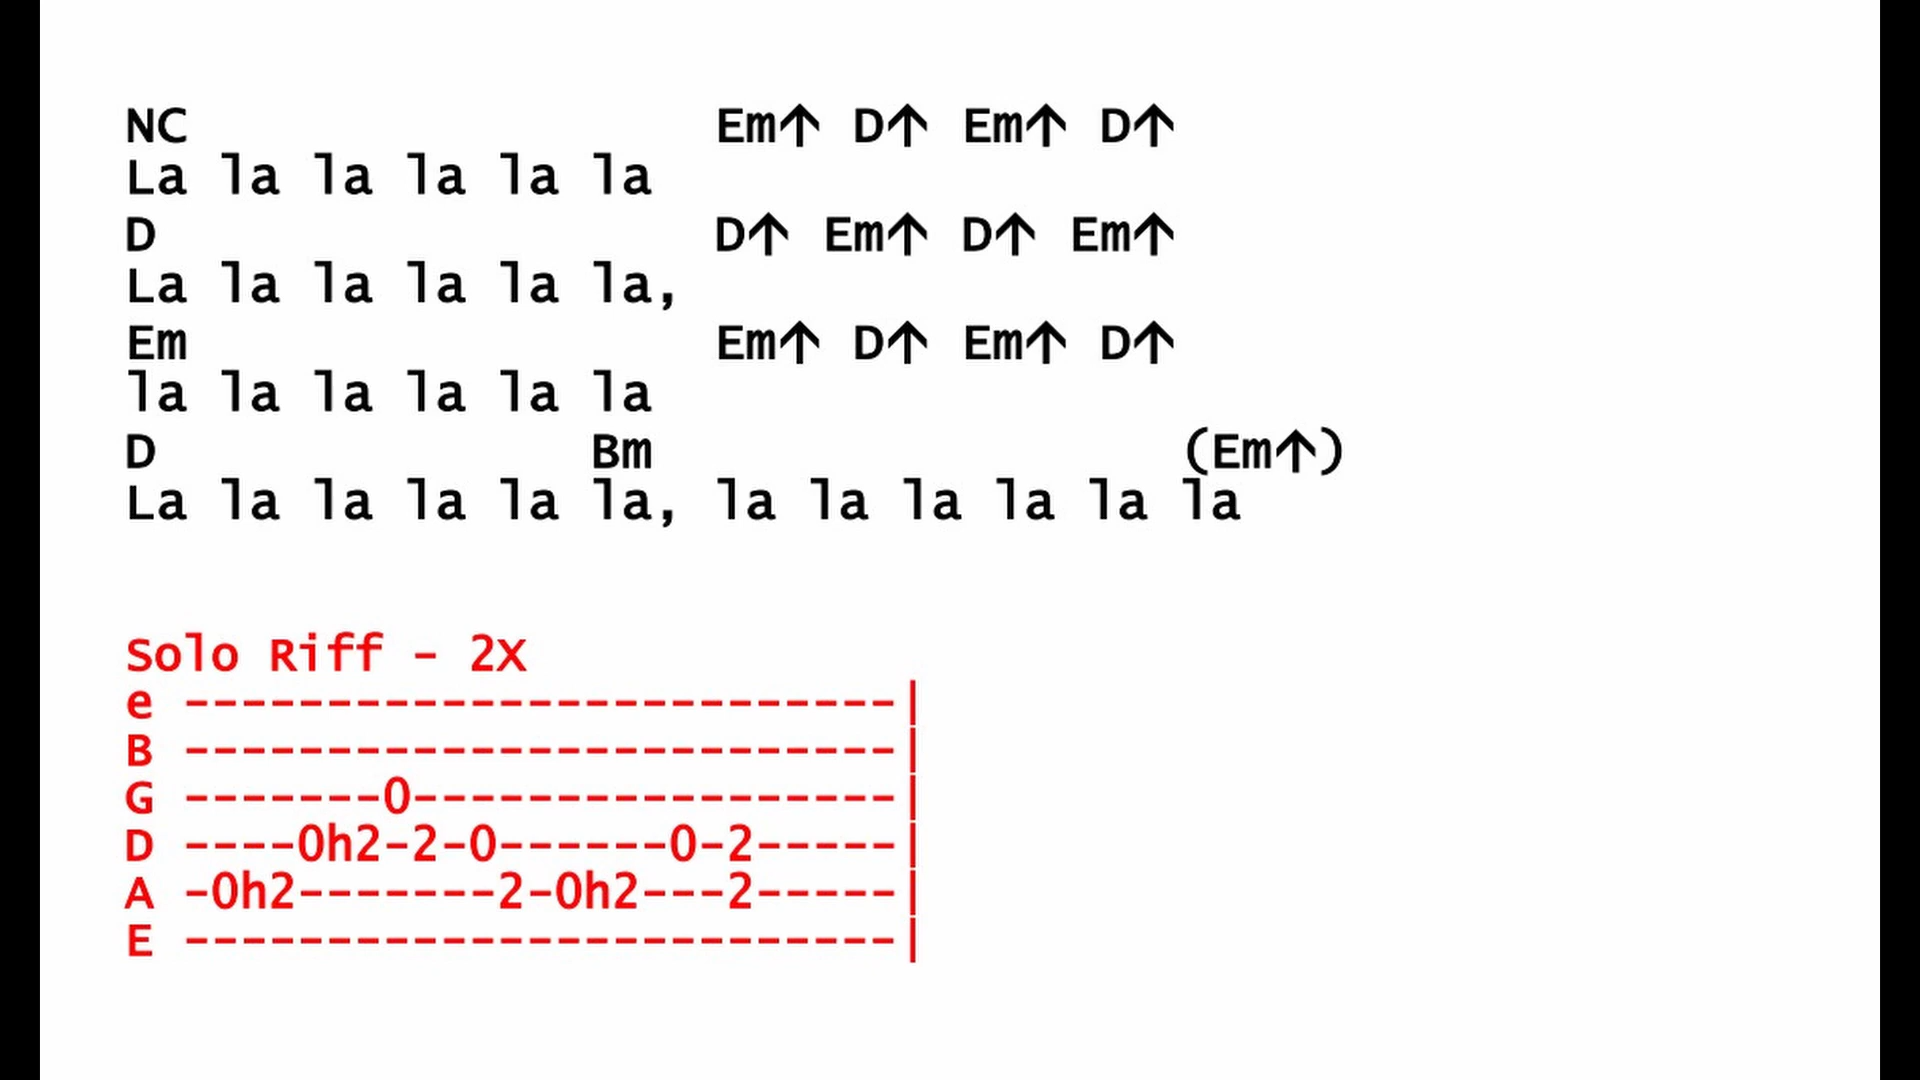 NC                   Em↑ D↑ Em↑ D↑
La la la la la la
D                    D↑ Em↑ D↑ Em↑
La la la la la la,
Em                   Em↑ D↑ Em↑ D↑
la la la la la la
D              Bm                 (Em↑)
La la la la la la, la la la la la la
Solo Riff - 2X
e -------------------------|
B -------------------------|
G -------0-----------------|
D ----0h2-2-0------0-2-----|
A -0h2-------2-0h2---2-----|
E -------------------------|